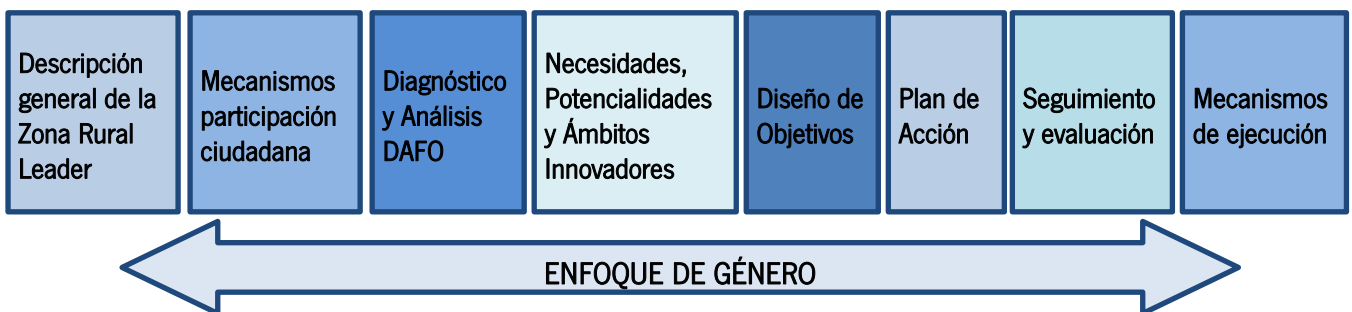 Descripción
general de la
Zona Rural
Leader
Mecanismos
participación
ciudadana
Diagnóstico
y Análisis
DAFO
Necesidades,
Potencialidades
y Ámbitos
Innovadores
Diseño de
Objetivos
Plan de
Acción
Seguimiento
y evaluación
Mecanismos
de ejecución
ENFOQUE DE GÉNERO